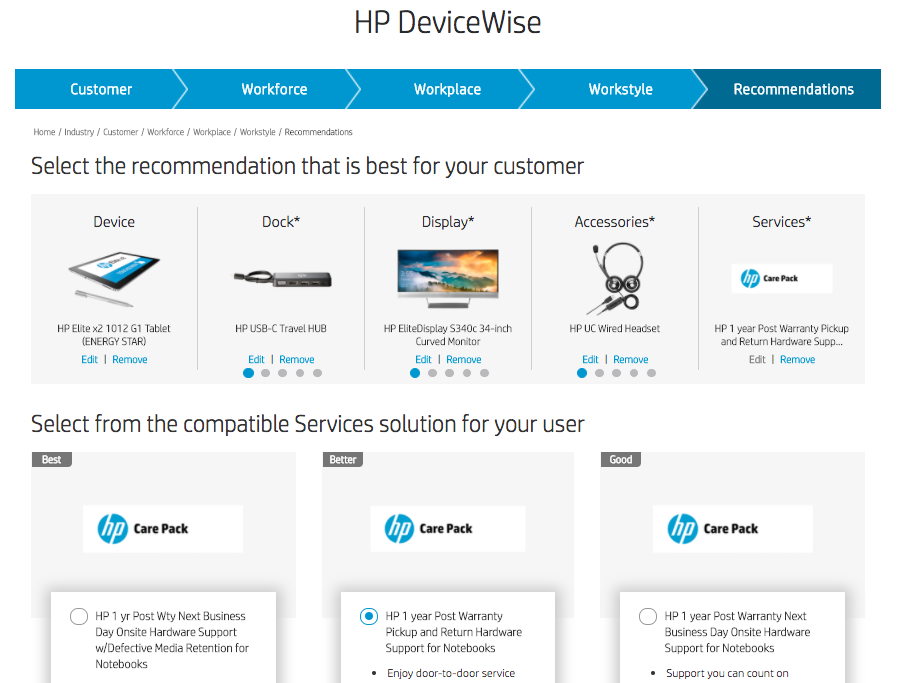 HP DeviceWise
Customer
Workforce
Workplace
Workstyle
Recommendations
Home / Industry / Customer / Workforce / Workplace / Workstyle / Recommendations
Select the recommendation that is best for your customer
Device
Dock*
Display*
Accessories*
Services*
hp Care Pack
HP Elite x2 1012 G1 Tablet
(ENERGY STAR)
Edit | Remove
HP USB-C Travel HUB
Edit | Remove
HP EliteDisplay S340c 34-inch
Curved Monitor
Edit | Remove
HP UC Wired Headset
Edit | Remove
HP 1 year Post Warranty Pickup
and Return Hardware Supp...
Edit | Remove
Select from the compatible Services solution for your user
Best
hp Care Pack
HP 1 yr Post Wty Next Business
Day Onsite Hardware Support
w/Defective Media Retention for
Notebooks
Better
hp Care Pack
HP 1 year Post Warranty
Pickup and Return Hardware
Support for Notebooks
• Enjoy door-to-door service
Good
hp Care Pack
HP 1 year Post Warranty Next
Business Day Onsite Hardware
Support for Notebooks
• Support you can count on